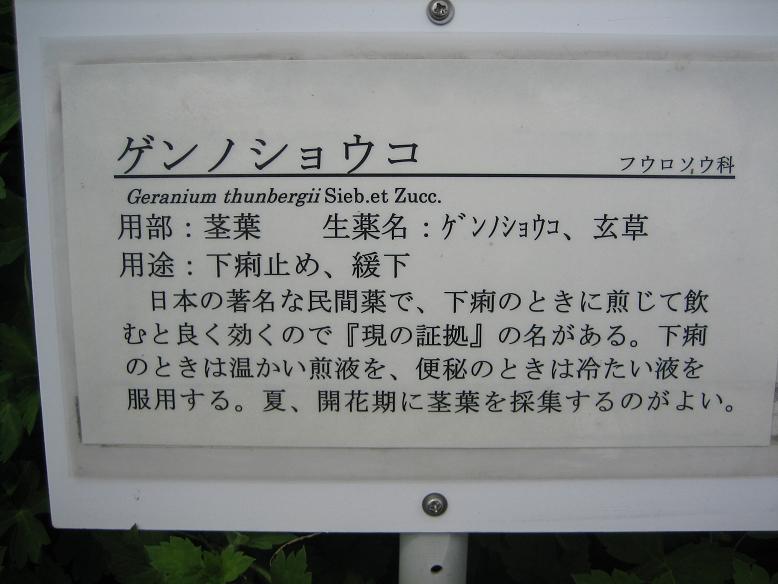 ゲンノショウコ フウロソウ科
Geranium thunbergii Sieb.et Zucc.
用部：茎葉　生薬名：ｹﾞﾝﾉｼｮｳｺ、玄草
用途：下痢止め、緩下
日本の著名な民間薬で、下痢のときに煎じて飲
むと良く効くので『現の証拠』の名がある。下痢
のときは温かい煎液を、便秘のときは冷たい液を
服用する。夏、開花期に茎葉を採集するのがよい。